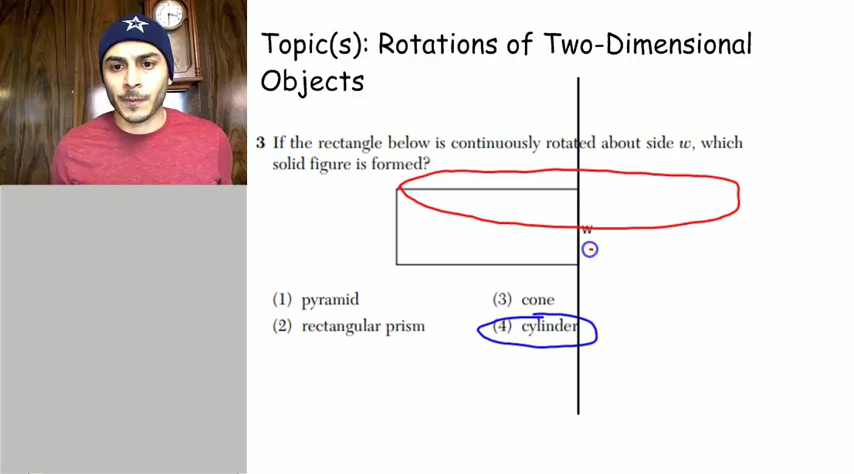 Topic(s): Rotations of Two-Dimensional
Objects
3 If the rectangle below is continuously rotated about side w, which
solid figure is formed?
w
(1) pyramid
(3) cone
(2) rectangular prism
(4) cylinder